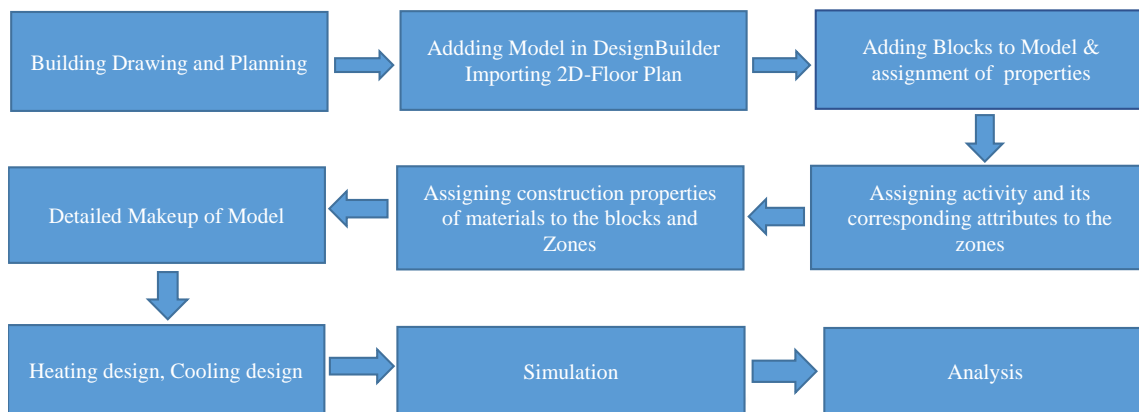 Building Drawing and Planning
Addding Model in DesignBuilder
Importing 2D-Floor Plan
Adding Blocks to Model &
assignment of properties
Assigning activity and its
corresponding attributes to the
zones
Assigning construction properties
of materials to the blocks and
Zones
Detailed Makeup of Model
Heating design, Cooling design
Simulation
Analysis